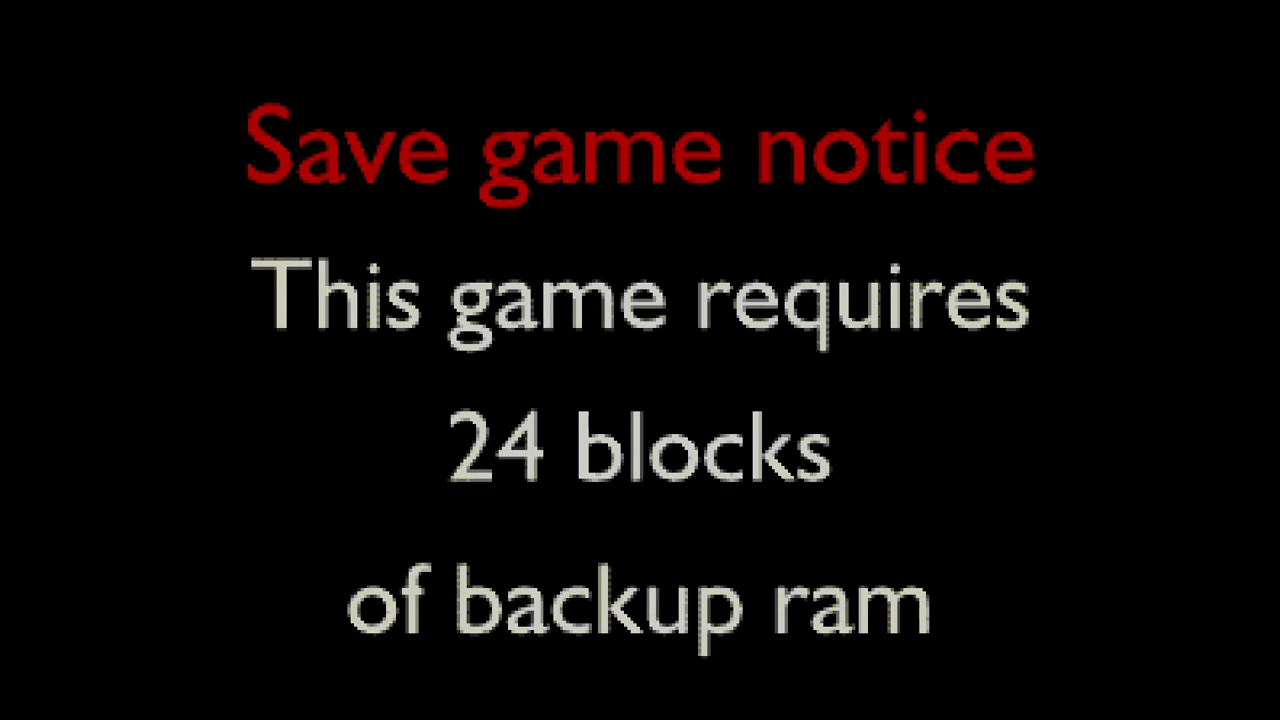 Save game notice
This game requires
24 blocks
of backup ram